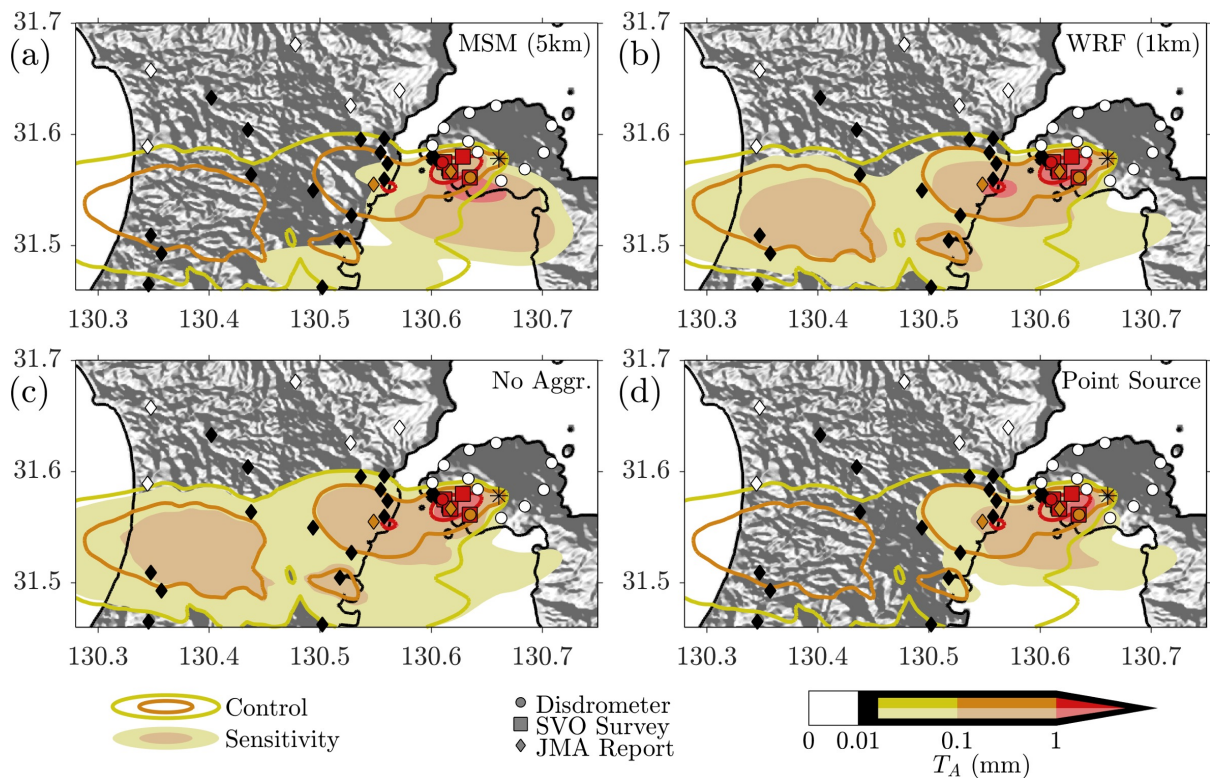 (a)
MSM (5km)
31.7
31.6
31.5
130.3 130.4 130.5 130.6 130.7
(b)
WRF (1km)
31.7
31.6
31.5
130.3 130.4 130.5 130.6 130.7
(c)
No Aggr.
31.7
31.6
31.5
130.3 130.4 130.5 130.6 130.7
(d)
Point Source
31.7
31.6
31.5
130.3 130.4 130.5 130.6 130.7
Control
Sensitivity
Disdrometer
SVO Survey
JMA Report
0 0.01 0.1 1
T_A (mm)